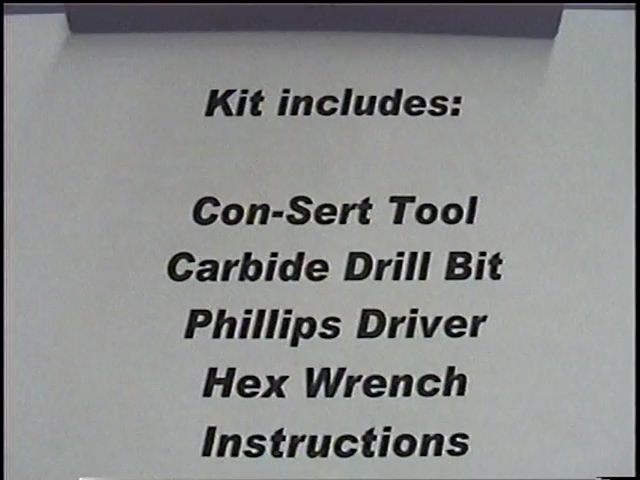 Kit includes:
Con-Sert Tool
Carbide Drill Bit
Phillips Driver
Hex Wrench
Instructions